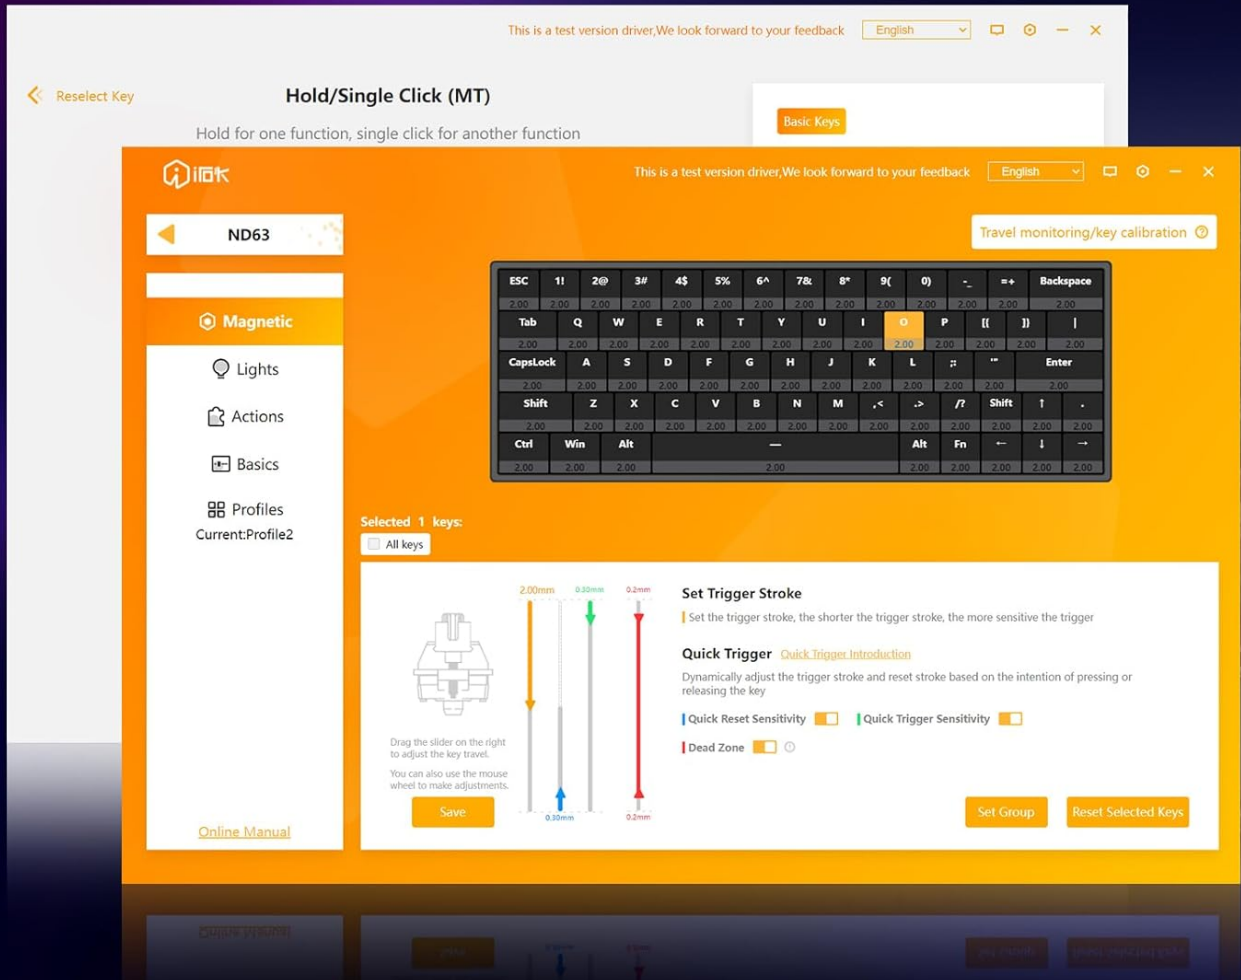 This is a test version driver,We look forward to your feedback
English
Reselect Key
Hold/Single Click (MT)
Hold for one function, single click for another function
Basic Keys
This is a test version driver,We look forward to your feedback
English
ND63
Travel monitoring/key calibration
Magnetic
Lights
Actions
Basics
Profiles
Current:Profile2
Online Manual
ESC 1! 2@ 3# 4$ 5% 6^ 7& 8* 9( 0) -_ =+ Backspace
2.00 2.00 2.00 2.00 2.00 2.00 2.00 2.00 2.00 2.00 2.00 2.00 2.00 2.00
Tab Q W E R T Y U I O P [{ ]} |
2.00 2.00 2.00 2.00 2.00 2.00 2.00 2.00 2.00 2.00 2.00 2.00 2.00 2.00
CapsLock A S D F G H J K L ;: '" Enter
2.00 2.00 2.00 2.00 2.00 2.00 2.00 2.00 2.00 2.00 2.00 2.00 2.00
Shift Z X C V B N M ,< .> /? Shift ↑ .
2.00 2.00 2.00 2.00 2.00 2.00 2.00 2.00 2.00 2.00 2.00 2.00 2.00 2.00
Ctrl Win Alt — Alt Fn ← ↓ →
2.00 2.00 2.00 2.00 2.00 2.00 2.00 2.00 2.00
Selected 1 keys:
All keys
2.00mm 0.30mm 0.2mm
Drag the slider on the right
to adjust the key travel.
You can also use the mouse
wheel to make adjustments.
Save
0.30mm 0.2mm
Set Trigger Stroke
Set the trigger stroke, the shorter the trigger stroke, the more sensitive the trigger
Quick Trigger Quick Trigger Introduction
Dynamically adjust the trigger stroke and reset stroke based on the intention of pressing or
releasing the key
Quick Reset Sensitivity Quick Trigger Sensitivity
Dead Zone
Set Group Reset Selected Keys